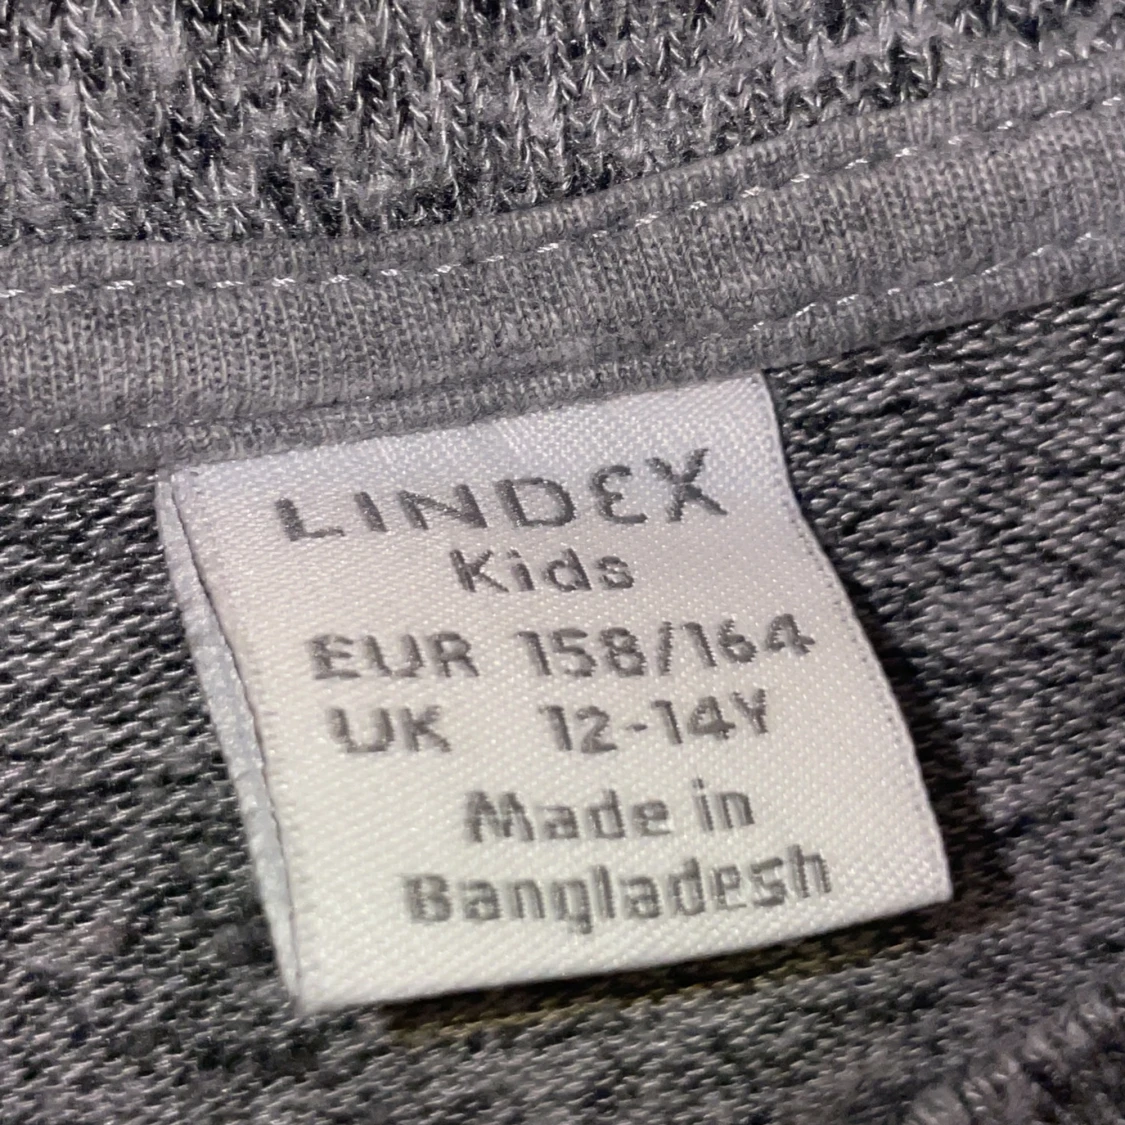 LINDEX
Kids
EUR 158/164
UK 12-14Y
Made in
Bangladesh